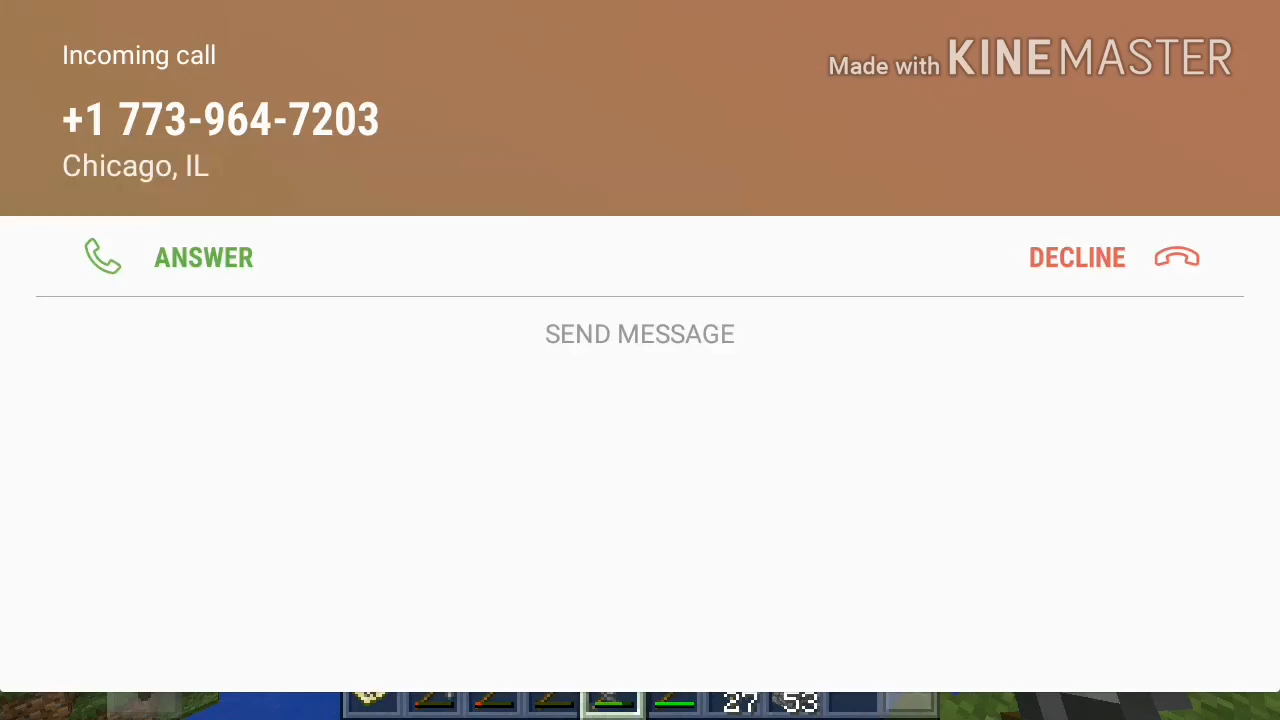 Incoming call
Made with KINEMASTER
+1 773-964-7203
Chicago, IL
ANSWER
DECLINE
SEND MESSAGE
27
53